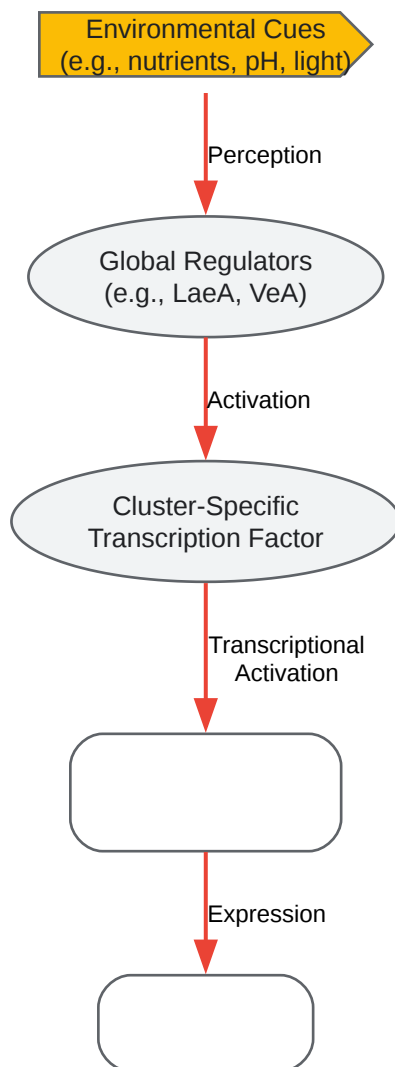 Environmental Cues
(e.g., nutrients, pH, light)
Perception
Global Regulators
(e.g., LaeA, VeA)
Activation
Cluster-Specific
Transcription Factor
Transcriptional
Activation
Expression